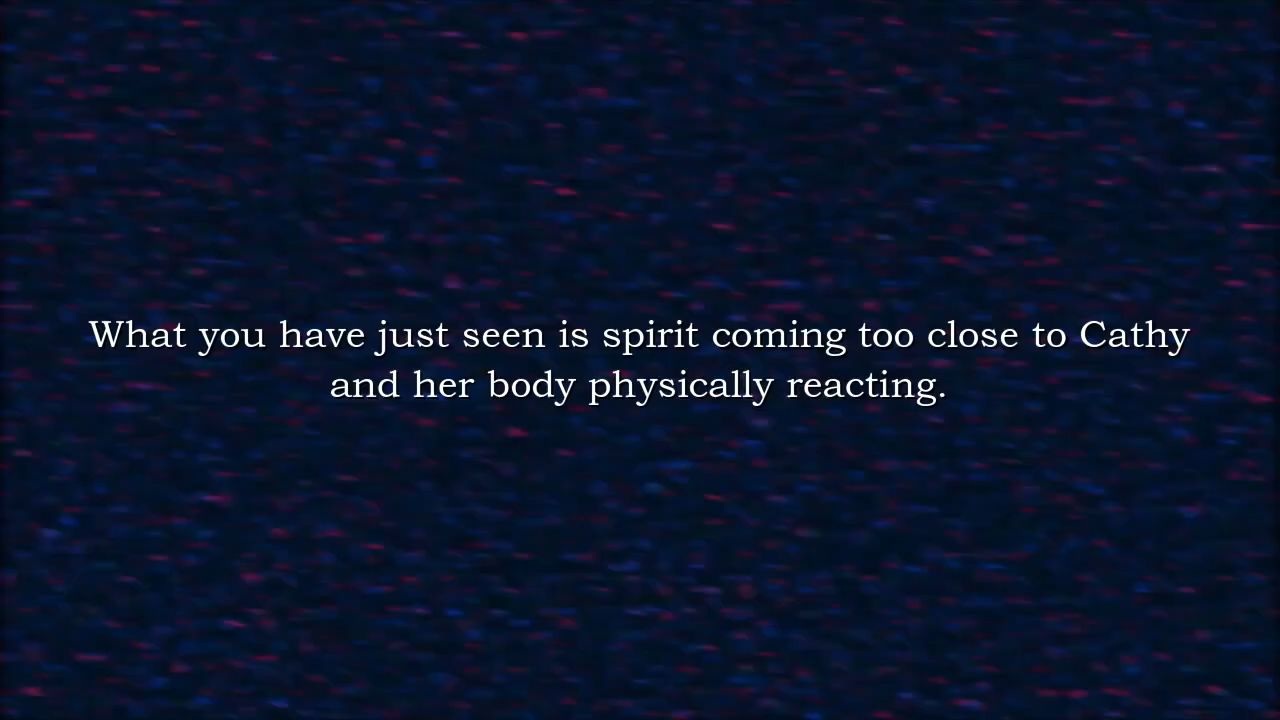 What you have just seen is spirit coming too close to Cathy
and her body physically reacting.